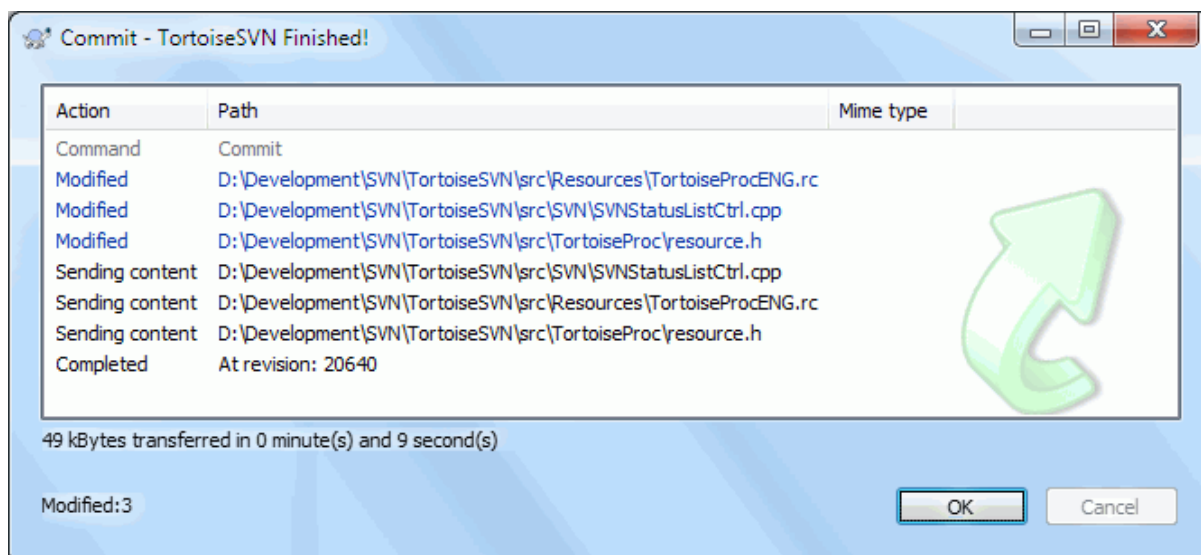 Commit - TortoiseSVN Finished!
Action Path Mime type
Command Commit
Modified D:\Development\SVN\TortoiseSVN\src\Resources\TortoiseProcENG.rc
Modified D:\Development\SVN\TortoiseSVN\src\SVN\SVNStatusListCtrl.cpp
Modified D:\Development\SVN\TortoiseSVN\src\TortoiseProc\resource.h
Sending content D:\Development\SVN\TortoiseSVN\src\SVN\SVNStatusListCtrl.cpp
Sending content D:\Development\SVN\TortoiseSVN\src\Resources\TortoiseProcENG.rc
Sending content D:\Development\SVN\TortoiseSVN\src\TortoiseProc\resource.h
Completed At revision: 20640
49 kBytes transferred in 0 minute(s) and 9 second(s)
Modified:3
OK Cancel